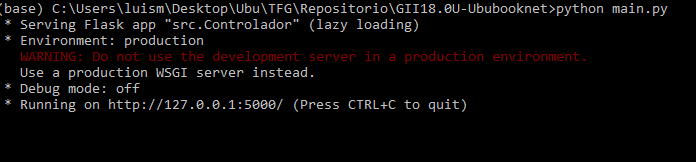 (base) C:\Users\luism\Desktop\Ubu\TFG\Repositorio\GII18.0U-Ububooknet>python main.py
* Serving Flask app "src.Controlador" (lazy loading)
* Environment: production
WARNING: Do not use the development server in a production environment.
Use a production WSGI server instead.
* Debug mode: off
* Running on http://127.0.0.1:5000/ (Press CTRL+C to quit)